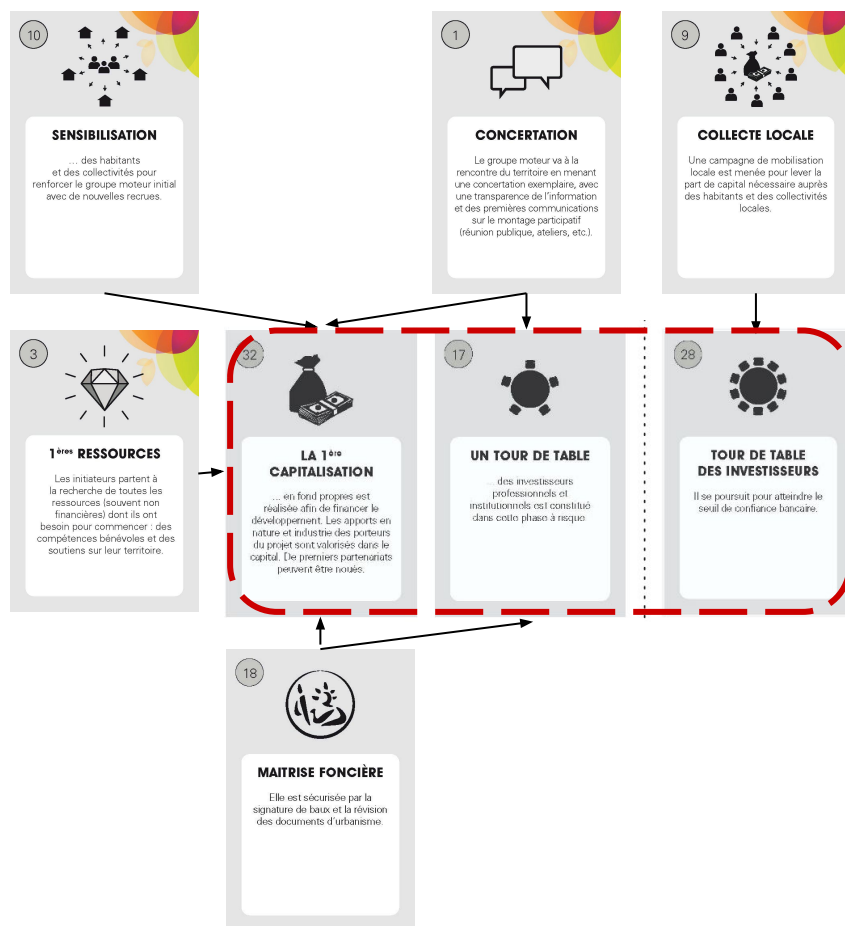 10
SENSIBILISATION
... des habitants
et des collectivités pour
renforcer le groupe moteur initial
avec de nouvelles recrues.
1
CONCERTATION
Le groupe moteur va à la
rencontre du territoire en menant
une concertation exemplaire, avec
une transparence de l'information
et des premières communications
sur le montage participatif
(réunion publique, ateliers, etc.).
9
COLLECTE LOCALE
Une campagne de mobilisation
locale est menée pour lever la
part de capital nécessaire auprès
des habitants et des collectivités
locales.
3
1ères RESSOURCES
Les initiateurs partent à
la recherche de toutes les
ressources (souvent non
financières) dont ils ont
besoin pour commencer : des
compétences bénévoles et des
soutiens sur leur territoire.
32
LA 1ère
CAPITALISATION
... en fond propres est
réalisée afin de financer le
développement. Les apports en
nature et industrie des porteurs
du projet sont valorisés dans le
capital. De premiers partenariats
peuvent être noués.
17
UN TOUR DE TABLE
... des investisseurs
professionnels et
institutionnels est constitué
dans cette phase à risque.
28
TOUR DE TABLE
DES INVESTISSEURS
Il se poursuit pour atteindre le
seuil de confiance bancaire.
18
MAITRISE FONCIÈRE
Elle est sécurisée par la
signature de baux et la révision
des documents d'urbanisme.